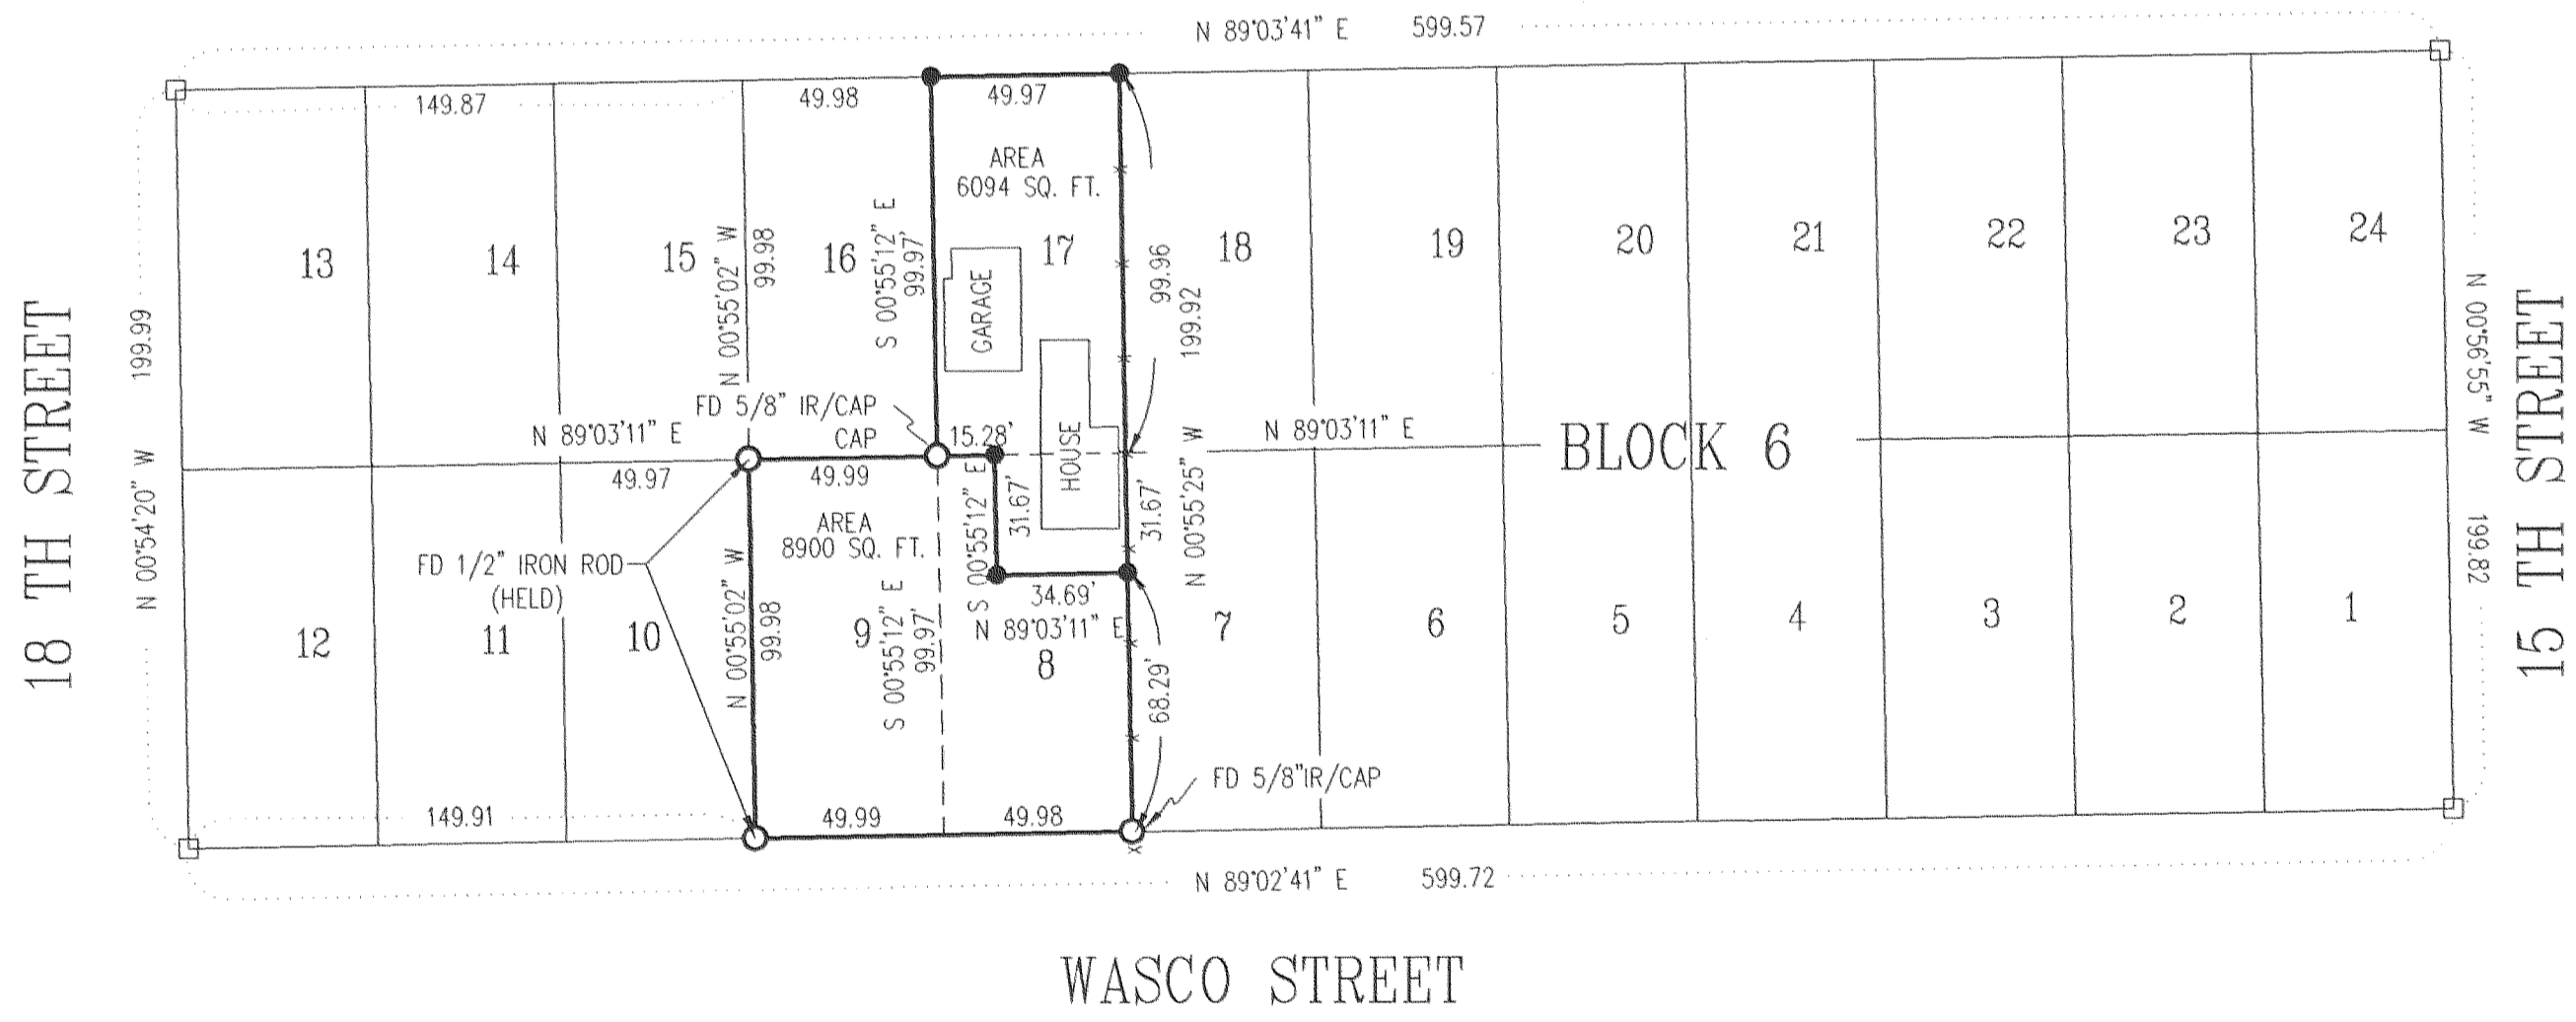 N 89°03'41" E 599.57
149.87
49.98
49.97
AREA
6094 SQ. FT.
13
14
15
16
17
18
19
20
21
22
23
24
N 00°55'02" W
99.98
S 00°55'12" E
99.97'
GARAGE
HOUSE
99.96
199.92
18 TH STREET
199.99
N 00°54'20" W
N 00°56'55" W
199.82
15 TH STREET
FD 5/8" IR/CAP
CAP
N 89°03'11" E
15.28'
N 89°03'11" E
BLOCK 6
49.97
49.99
AREA
8900 SQ. FT.
S 00°55'12" E
31.67'
31.67'
N 00°55'25" W
FD 1/2" IRON ROD
(HELD)
N 00°55'02" W
99.98
S 00°55'12" E
99.97'
N
34.69'
N 89°03'11" E
68.29'
12
11
10
9
8
7
6
5
4
3
2
1
FD 5/8"IR/CAP
149.91
49.99
49.98
N 89°02'41" E 599.72
WASCO STREET